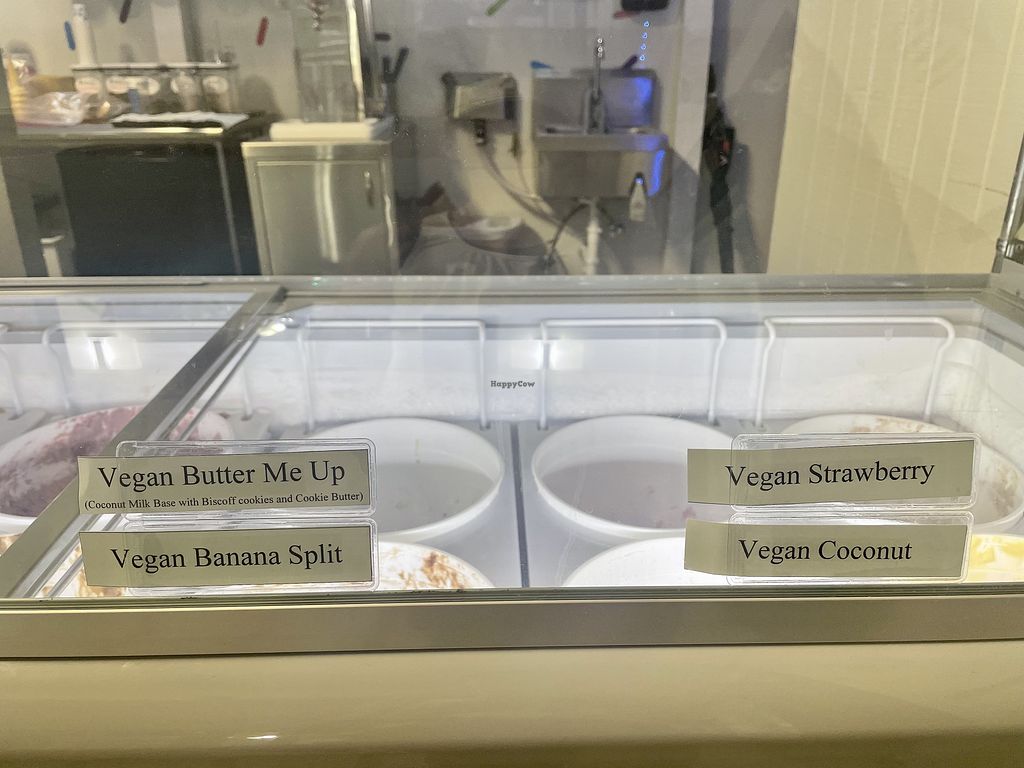 HappyCow
Vegan Butter Me Up
(Coconut Milk Base with Biscoff cookies and Cookie Butter)
Vegan Banana Split
Vegan Strawberry
Vegan Coconut